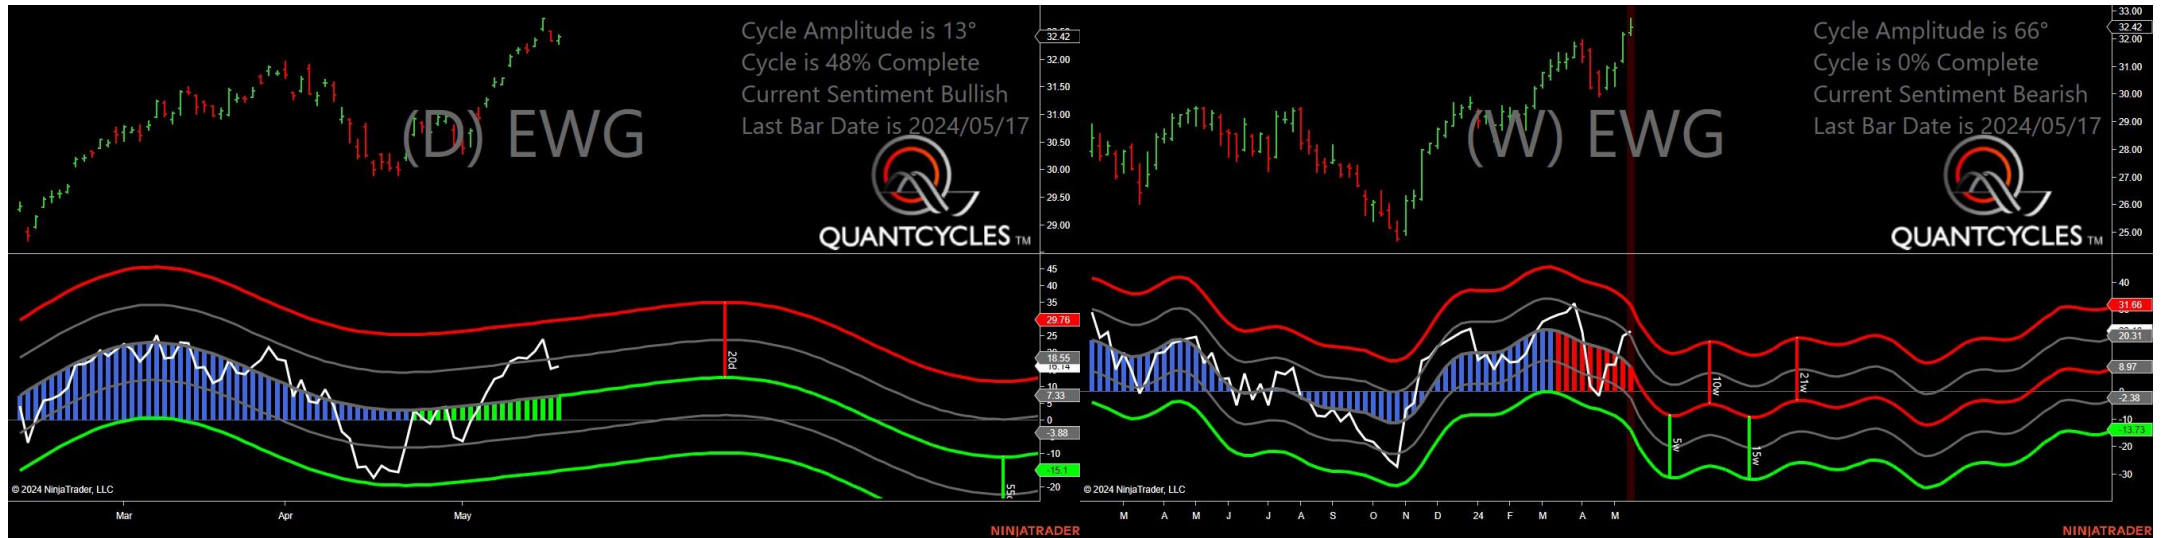 Cycle Amplitude is 13°
Cycle is 48% Complete
Current Sentiment Bullish
Last Bar Date is 2024/05/17
(D) EWG
QUANTCYCLES TM
32.42
32.00
31.50
31.00
30.50
30.00
29.50
29.00
45
40
35
29.76
25
18.55
16.14
10
7.33
5
0
-3.88
-10
-15.1
-20
20d
© 2024 NinjaTrader, LLC
Mar
Apr
May
NINJATRADER
Cycle Amplitude is 66°
Cycle is 0% Complete
Current Sentiment Bearish
Last Bar Date is 2024/05/17
(W) EWG
QUANTCYCLES TM
33.00
32.42
32.00
31.00
30.00
29.00
28.00
27.00
26.00
25.00
40
31.66
20.31
8.97
0
-2.38
-10
-13.73
-20
-30
5w
10w
15w
21w
© 2024 NinjaTrader, LLC
M A M J J A S O N D 24 F M A M
NINJATRADER